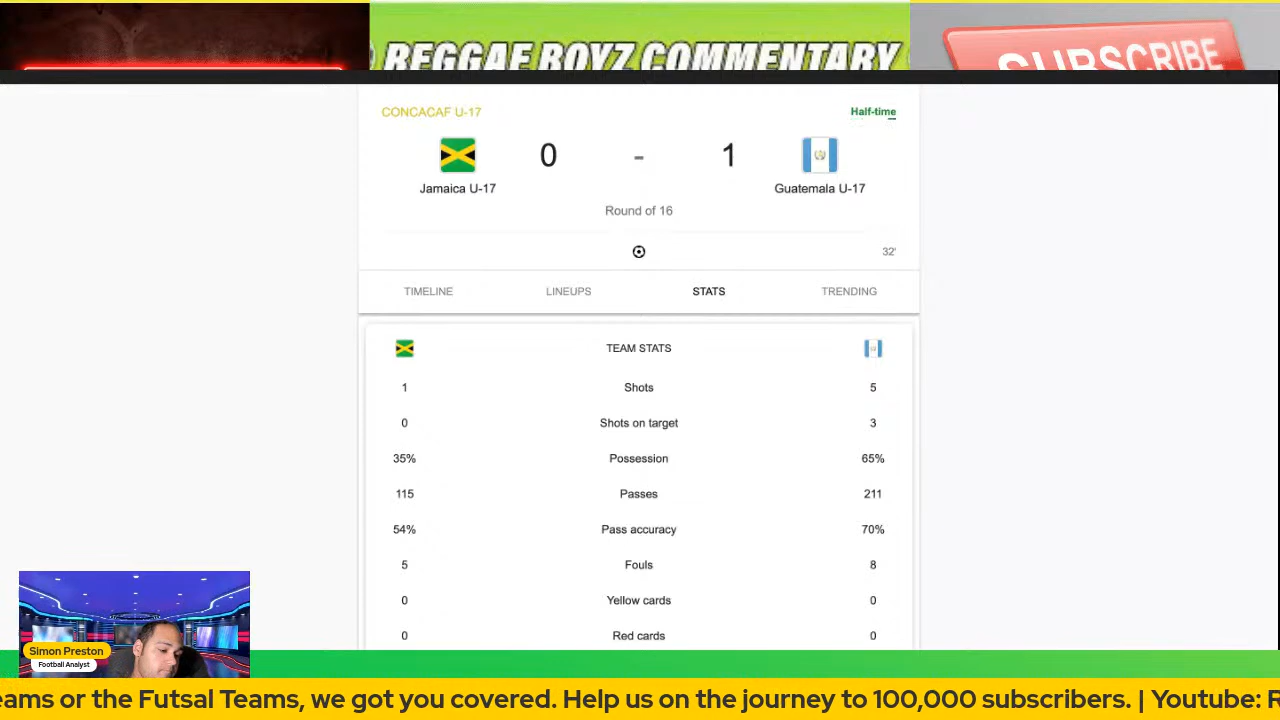 REGGAE BOYZ COMMENTARY
SUBSCRIBE
CONCACAF U-17
Half-time
0 - 1
Jamaica U-17
Guatemala U-17
Round of 16
32'
TIMELINE LINEUPS STATS TRENDING
TEAM STATS
1 Shots 5
0 Shots on target 3
35% Possession 65%
115 Passes 211
54% Pass accuracy 70%
5 Fouls 8
0 Yellow cards 0
0 Red cards 0
Simon Preston
Football Analyst
eams or the Futsal Teams, we got you covered. Help us on the journey to 100,000 subscribers. | Youtube: R